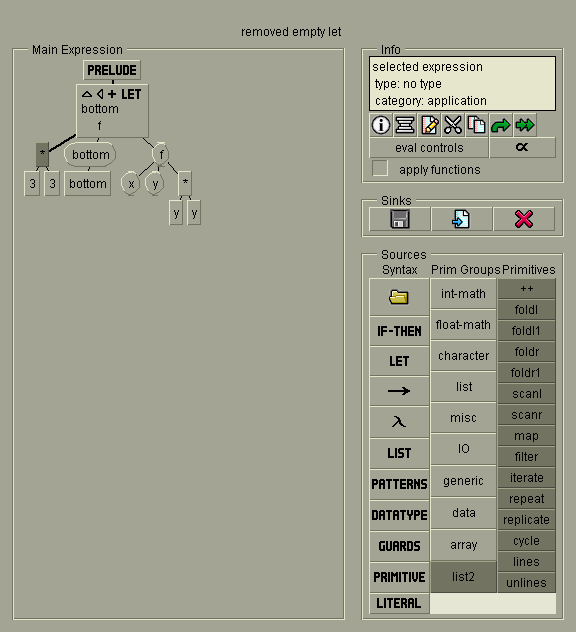 removed empty let
Main Expression
PRELUDE
LET
bottom
f
* bottom f
3 3 bottom x y *
y y
Info
selected expression
type: no type
category: application
eval controls ∝
apply functions
Sinks
Sources
Syntax Prim Groups Primitives
IF-THEN
LET
→
λ
LIST
PATTERNS
DATATYPE
GUARDS
PRIMITIVE
LITERAL
int-math
float-math
character
list
misc
IO
generic
data
array
list2
++
foldl
foldl1
foldr
foldr1
scanl
scanr
map
filter
iterate
repeat
replicate
cycle
lines
unlines